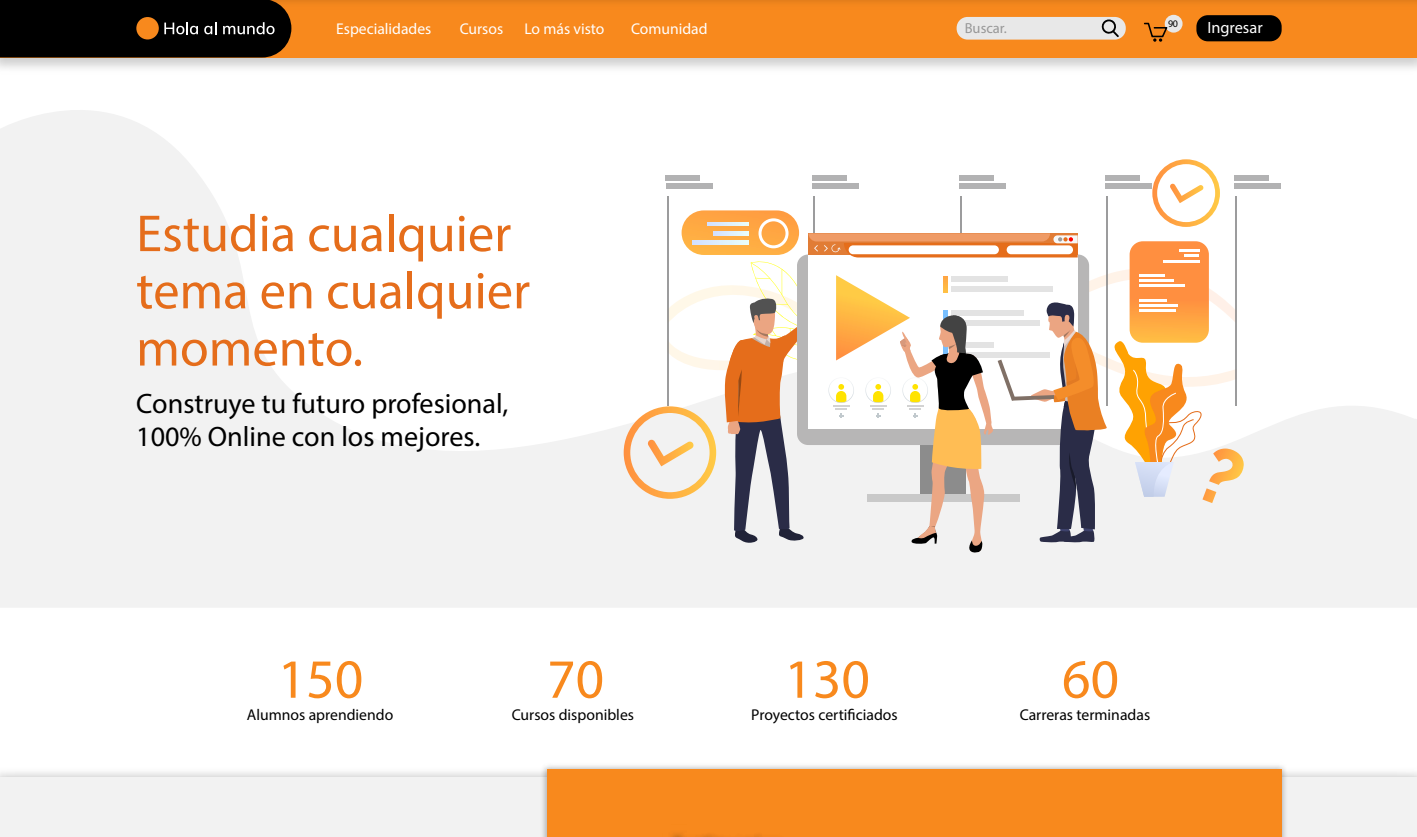 Hola al mundo
Especialidades
Cursos
Lo más visto
Comunidad
Buscar.
90
Ingresar
Estudia cualquier
tema en cualquier
momento.
Construye tu futuro profesional,
100% Online con los mejores.
150
Alumnos aprendiendo
70
Cursos disponibles
130
Proyectos certificiados
60
Carreras terminadas